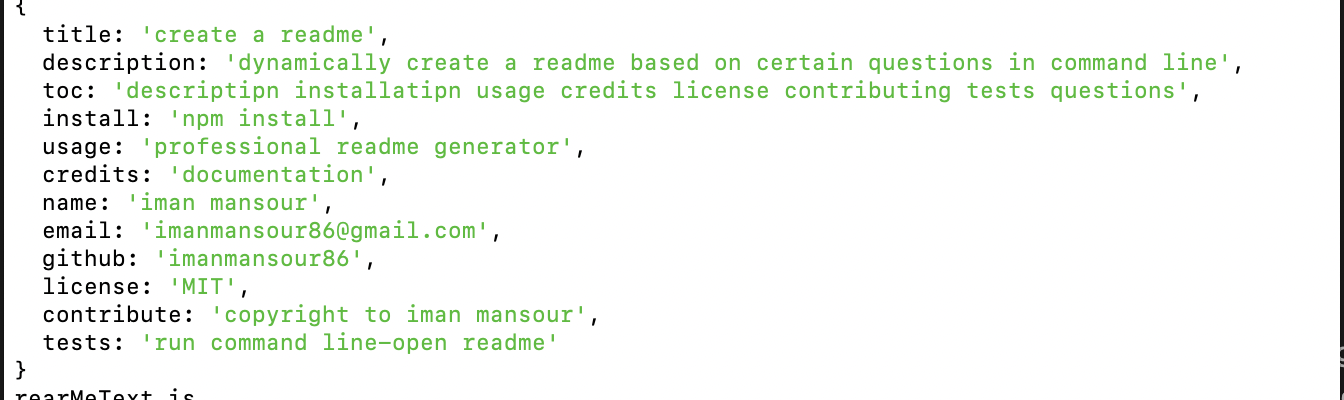 {
title: 'create a readme',
description: 'dynamically create a readme based on certain questions in command line',
toc: 'descriptipn installatipn usage credits license contributing tests questions',
install: 'npm install',
usage: 'professional readme generator',
credits: 'documentation',
name: 'iman mansour',
email: 'imanmansour86@gmail.com',
github: 'imanmansour86',
license: 'MIT',
contribute: 'copyright to iman mansour',
tests: 'run command line-open readme'
}
rearMeText is